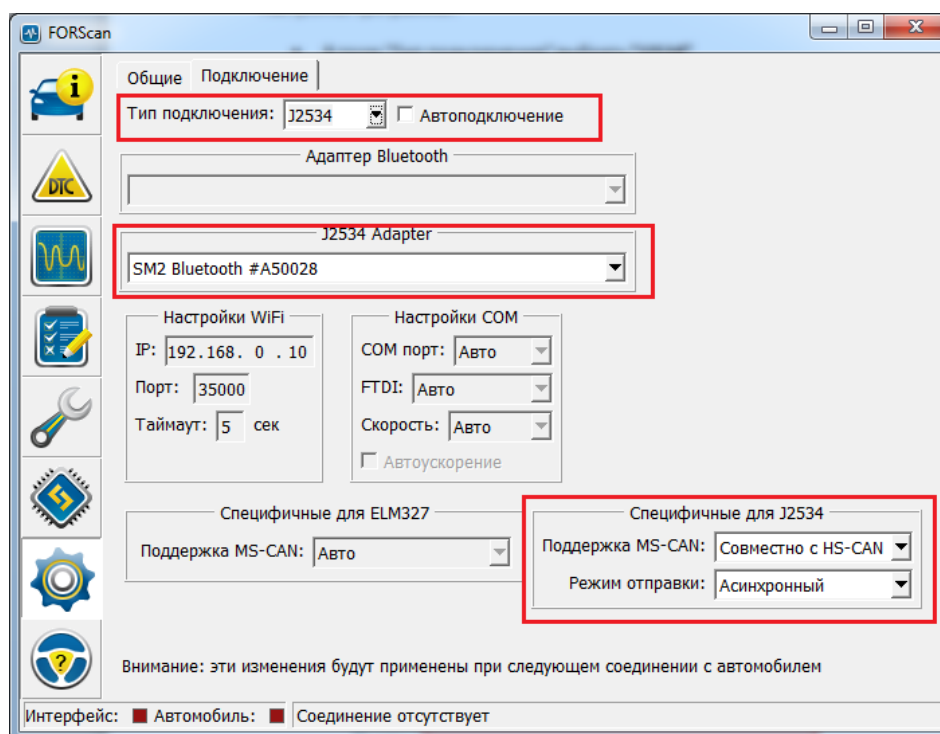 FORScan
Общие Подключение
Тип подключения: J2534 Автоподключение
Адаптер Bluetooth
DTC
J2534 Adapter
SM2 Bluetooth #A50028
Настройки WiFi
IP: 192.168. 0 . 10
Порт: 35000
Таймаут: 5 сек
Настройки COM
COM порт: Авто
FTDI: Авто
Скорость: Авто
Автоускорение
Специфичные для ELM327
Поддержка MS-CAN: Авто
Специфичные для J2534
Поддержка MS-CAN: Совместно с HS-CAN
Режим отправки: Асинхронный
Внимание: эти изменения будут применены при следующем соединении с автомобилем
Интерфейс: Автомобиль: Соединение отсутствует